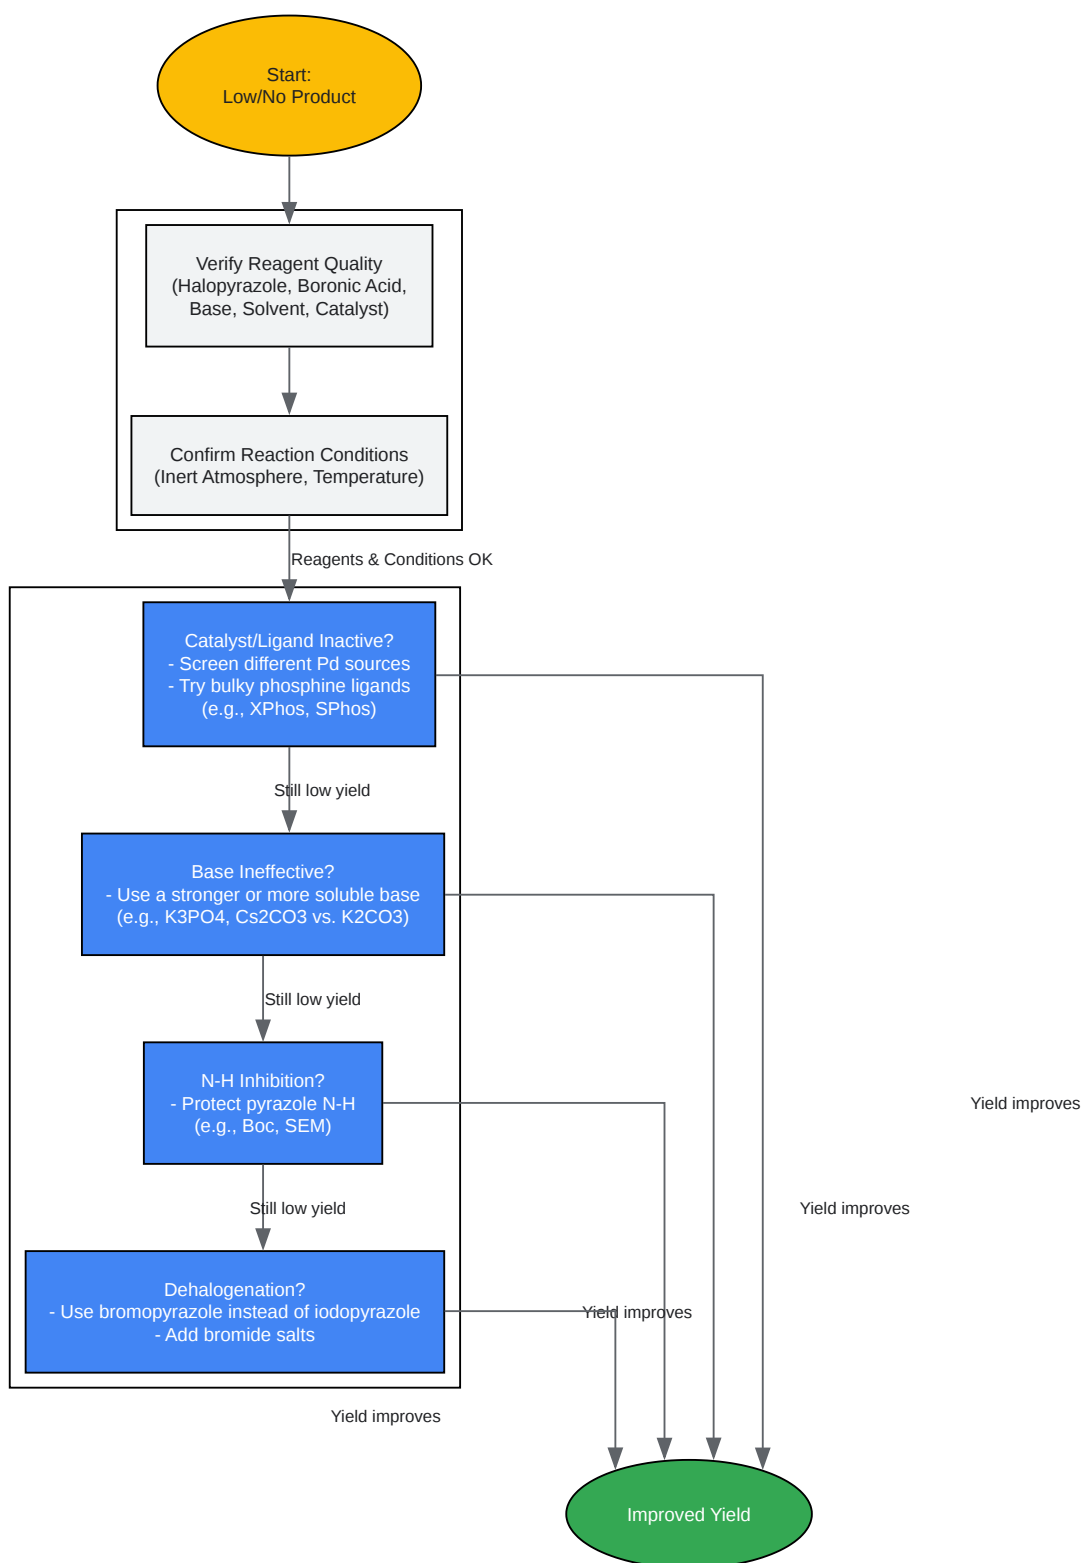 Start:
Low/No Product
Verify Reagent Quality
(Halopyrazole, Boronic Acid,
Base, Solvent, Catalyst)
Confirm Reaction Conditions
(Inert Atmosphere, Temperature)
Reagents & Conditions OK
Catalyst/Ligand Inactive?
- Screen different Pd sources
- Try bulky phosphine ligands
(e.g., XPhos, SPhos)
Still low yield
Base Ineffective?
- Use a stronger or more soluble base
(e.g., K3PO4, Cs2CO3 vs. K2CO3)
Still low yield
N-H Inhibition?
- Protect pyrazole N-H
(e.g., Boc, SEM)
Yield improves
Still low yield
Yield improves
Dehalogenation?
- Use bromopyrazole instead of iodopyrazole
- Add bromide salts
Yield improves
Yield improves
Improved Yield